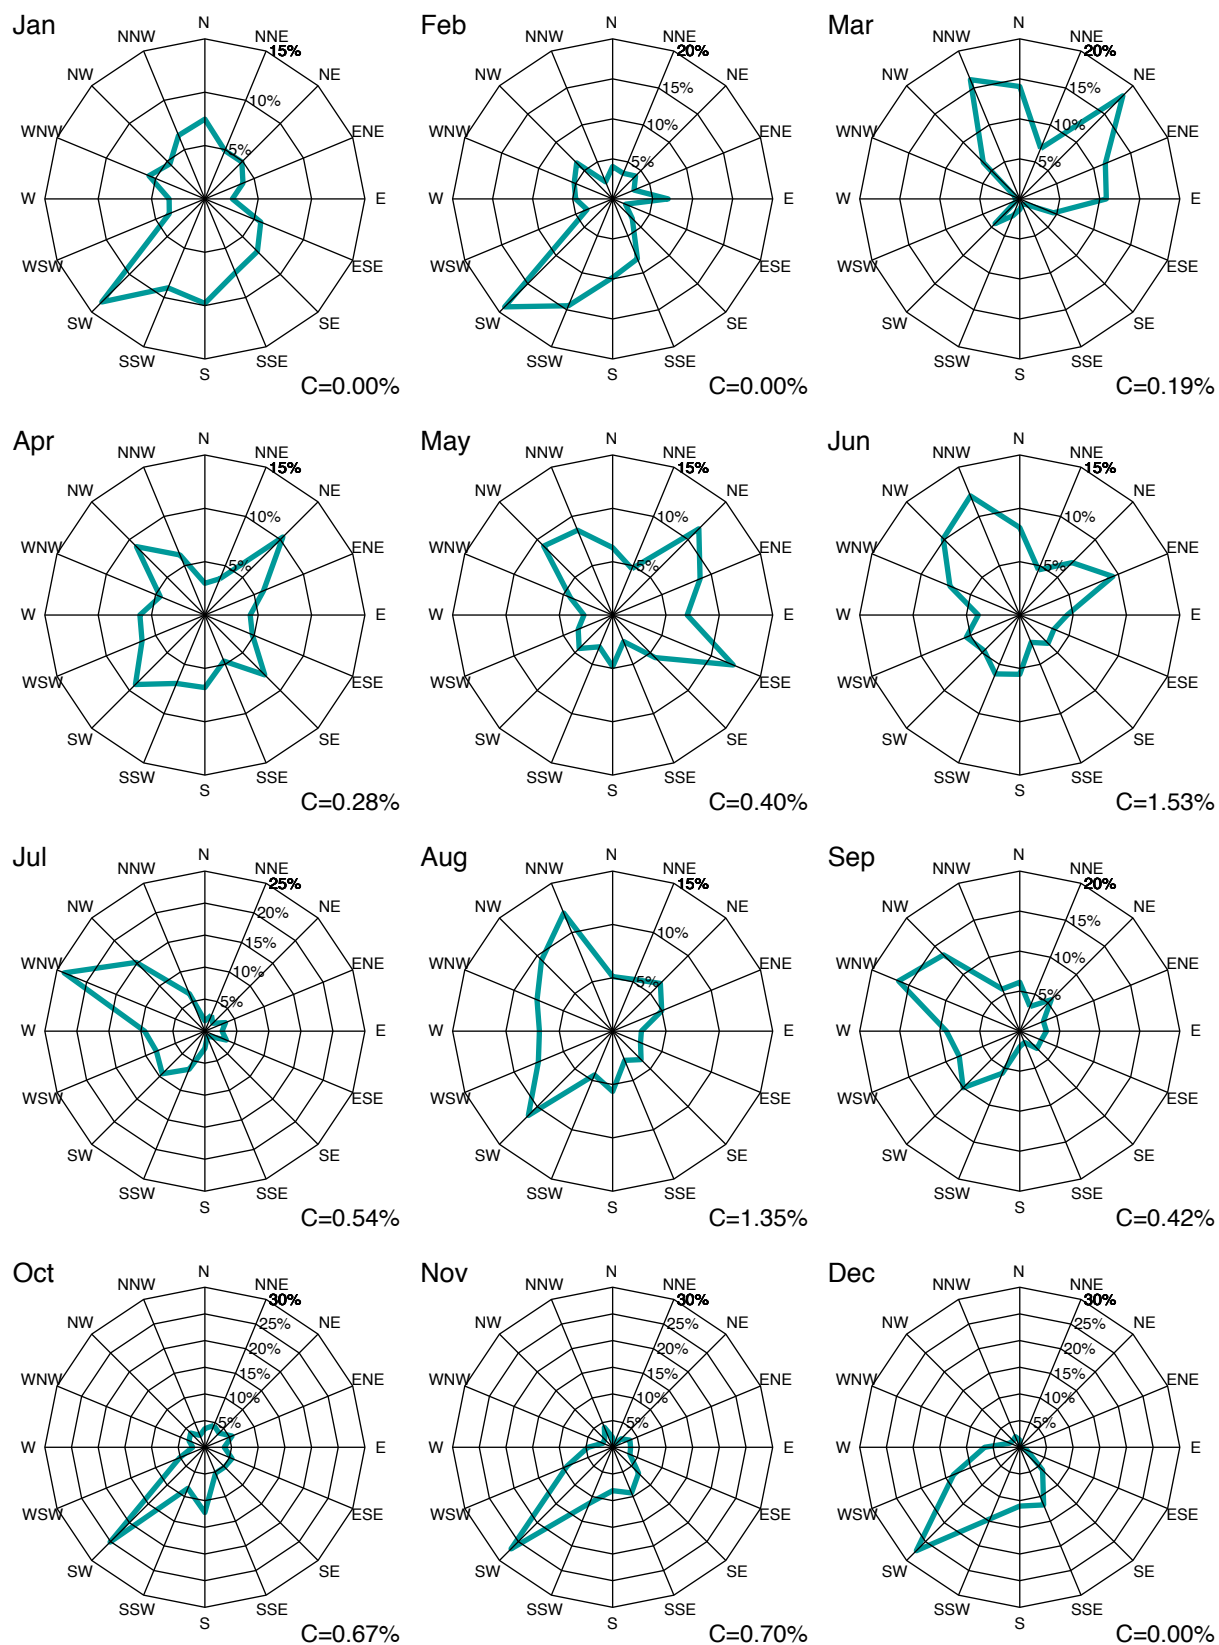 Jan
N
NNE
NE
ENE
E
ESE
SE
SSE
S
SSW
SW
WSW
W
WNW
NW
NNW
5%
10%
15%
C=0.00%
Feb
N
NNE
NE
ENE
E
ESE
SE
SSE
S
SSW
SW
WSW
W
WNW
NW
NNW
5%
10%
15%
20%
C=0.00%
Mar
N
NNE
NE
ENE
E
ESE
SE
SSE
S
SSW
SW
WSW
W
WNW
NW
NNW
5%
10%
15%
20%
C=0.19%
Apr
N
NNE
NE
ENE
E
ESE
SE
SSE
S
SSW
SW
WSW
W
WNW
NW
NNW
5%
10%
15%
C=0.28%
May
N
NNE
NE
ENE
E
ESE
SE
SSE
S
SSW
SW
WSW
W
WNW
NW
NNW
5%
10%
15%
C=0.40%
Jun
N
NNE
NE
ENE
E
ESE
SE
SSE
S
SSW
SW
WSW
W
WNW
NW
NNW
5%
10%
15%
C=1.53%
Jul
N
NNE
NE
ENE
E
ESE
SE
SSE
S
SSW
SW
WSW
W
WNW
NW
NNW
5%
10%
15%
20%
25%
C=0.54%
Aug
N
NNE
NE
ENE
E
ESE
SE
SSE
S
SSW
SW
WSW
W
WNW
NW
NNW
5%
10%
15%
C=1.35%
Sep
N
NNE
NE
ENE
E
ESE
SE
SSE
S
SSW
SW
WSW
W
WNW
NW
NNW
5%
10%
15%
20%
C=0.42%
Oct
N
NNE
NE
ENE
E
ESE
SE
SSE
S
SSW
SW
WSW
W
WNW
NW
NNW
5%
10%
15%
20%
25%
30%
C=0.67%
Nov
N
NNE
NE
ENE
E
ESE
SE
SSE
S
SSW
SW
WSW
W
WNW
NW
NNW
5%
10%
15%
20%
25%
30%
C=0.70%
Dec
N
NNE
NE
ENE
E
ESE
SE
SSE
S
SSW
SW
WSW
W
WNW
NW
NNW
5%
10%
15%
20%
25%
30%
C=0.00%